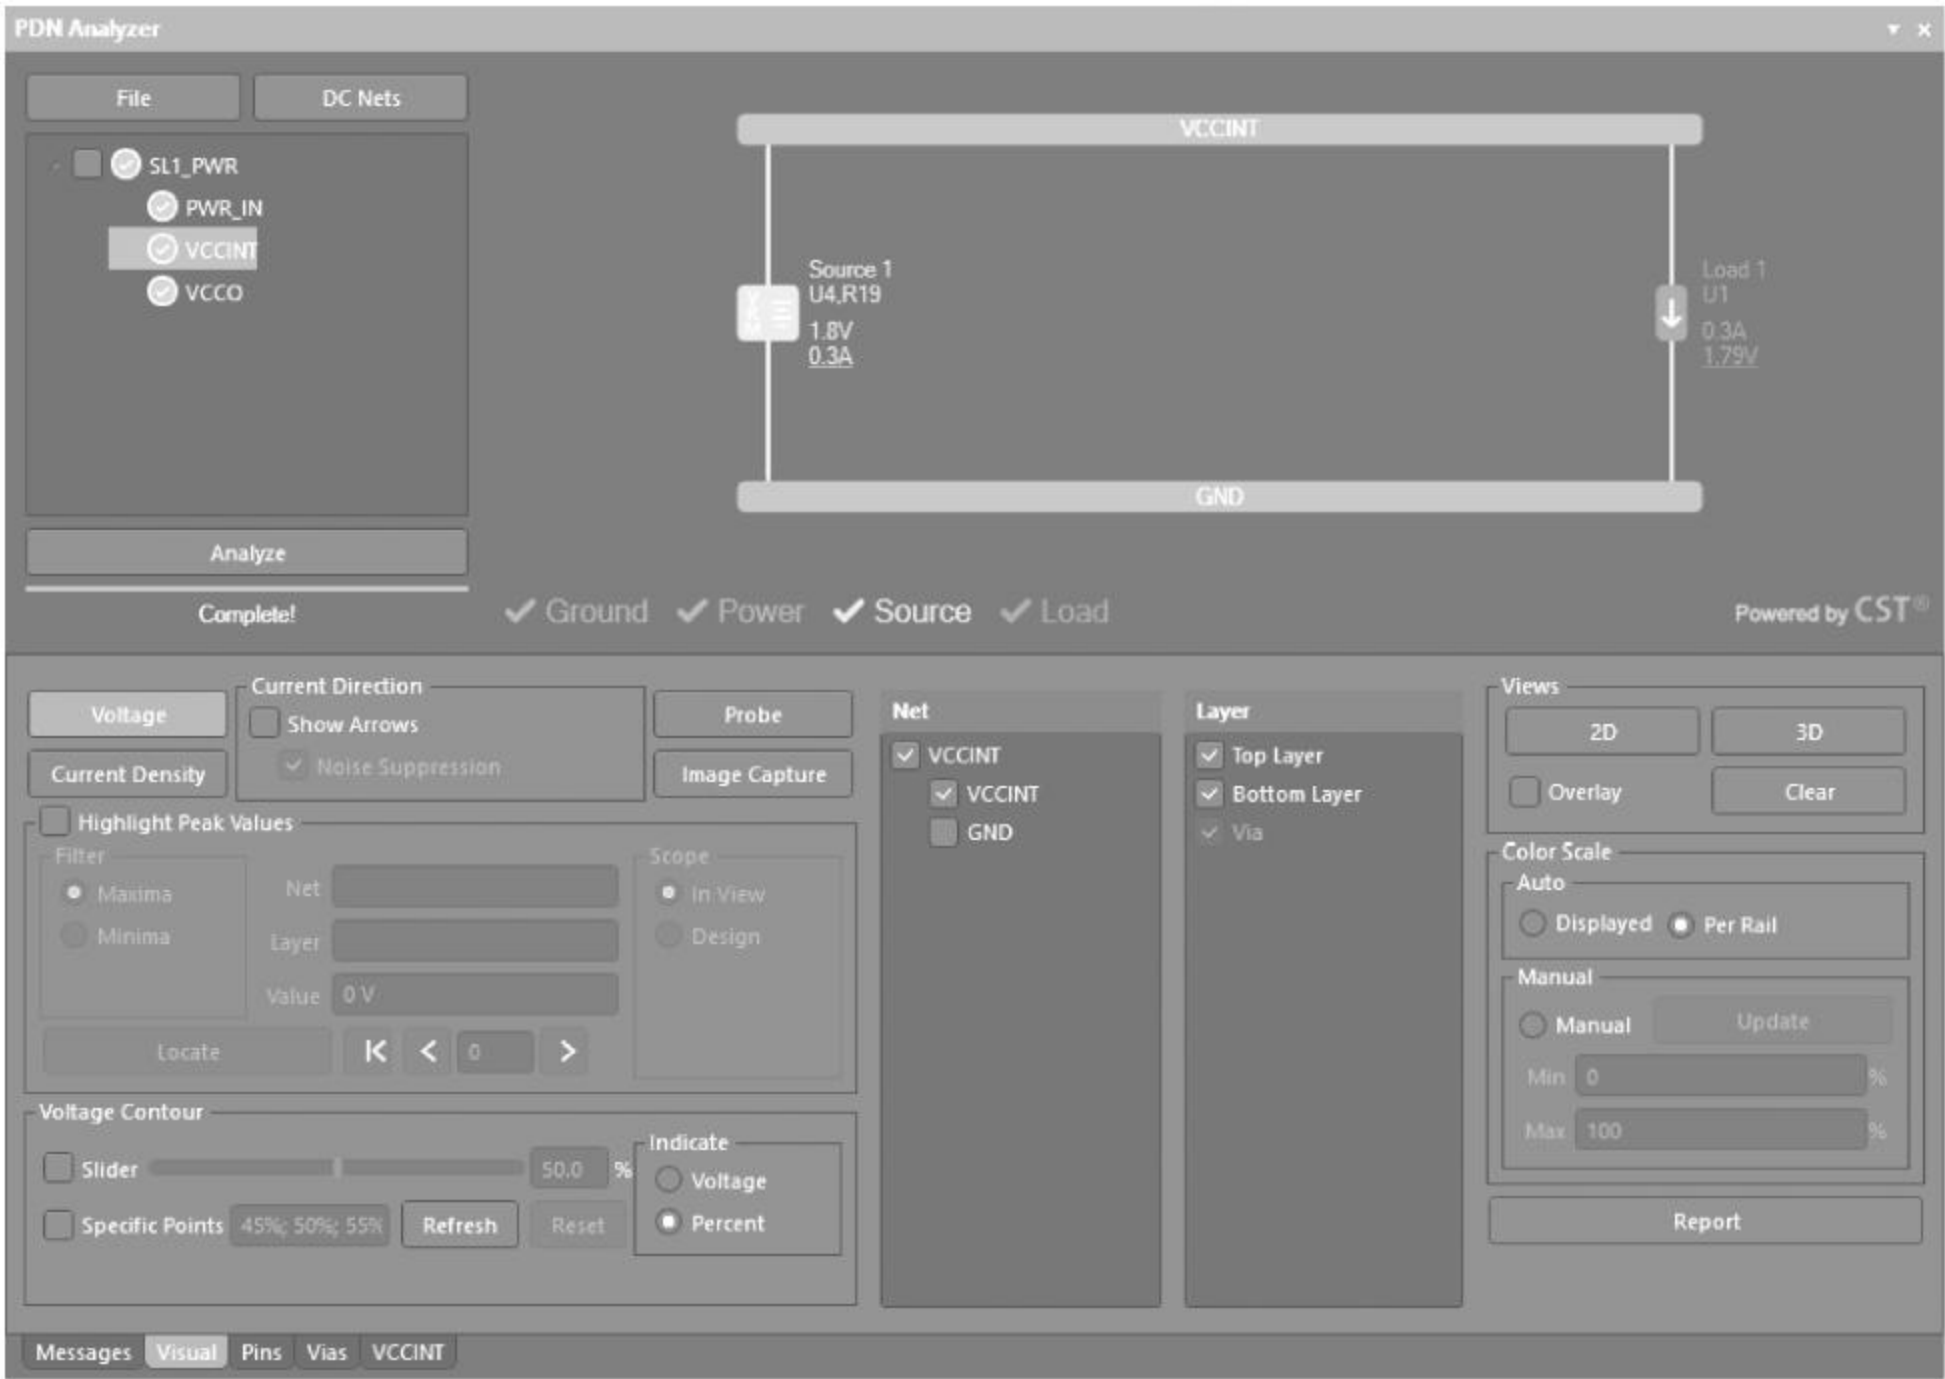 PDN Analyzer
File
DC Nets
SL1_PWR
PWR_IN
VCCINT
VCCO
Analyze
Complete!
VCCINT
Source 1
U4,R19
1.8V
0.3A
VRM
Load 1
U1
0.3A
1.79V
GND
Ground
Power
Source
Load
Powered by CST®
Voltage
Current Density
Current Direction
Show Arrows
Noise Suppression
Probe
Image Capture
Highlight Peak Values
Filter
Maxima
Minima
Net
Layer
Value 0 V
Scope
In View
Design
Locate
0
Voltage Contour
Slider 50.0 %
Specific Points 45%; 50%; 55% Refresh Reset
Indicate
Voltage
Percent
Net
VCCINT
VCCINT
GND
Layer
Top Layer
Bottom Layer
Via
Views
2D 3D
Overlay Clear
Color Scale
Auto
Displayed Per Rail
Manual
Manual Update
Min 0 %
Max 100 %
Report
Messages Visual Pins Vias VCCINT